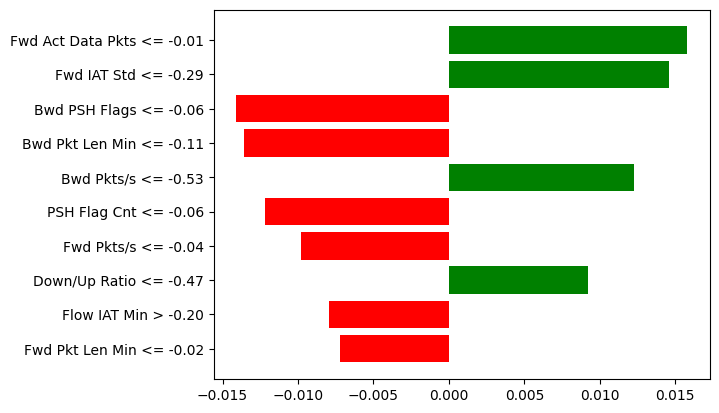 Fwd Act Data Pkts <= -0.01
Fwd IAT Std <= -0.29
Bwd PSH Flags <= -0.06
Bwd Pkt Len Min <= -0.11
Bwd Pkts/s <= -0.53
PSH Flag Cnt <= -0.06
Fwd Pkts/s <= -0.04
Down/Up Ratio <= -0.47
Flow IAT Min > -0.20
Fwd Pkt Len Min <= -0.02
−0.015 −0.010 −0.005 0.000 0.005 0.010 0.015